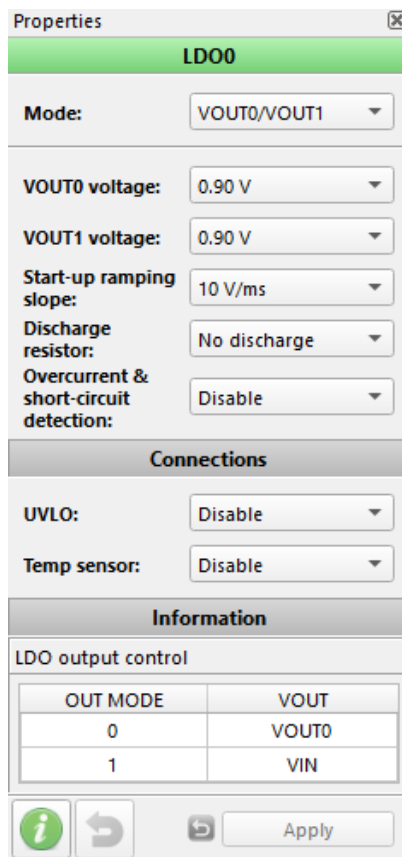 Properties
LDO0
Mode: VOUT0/VOUT1
VOUT0 voltage: 0.90 V
VOUT1 voltage: 0.90 V
Start-up ramping
slope: 10 V/ms
Discharge
resistor: No discharge
Overcurrent &
short-circuit
detection: Disable
Connections
UVLO: Disable
Temp sensor: Disable
Information
LDO output control
OUT MODE VOUT
0 VOUT0
1 VIN
i
Apply